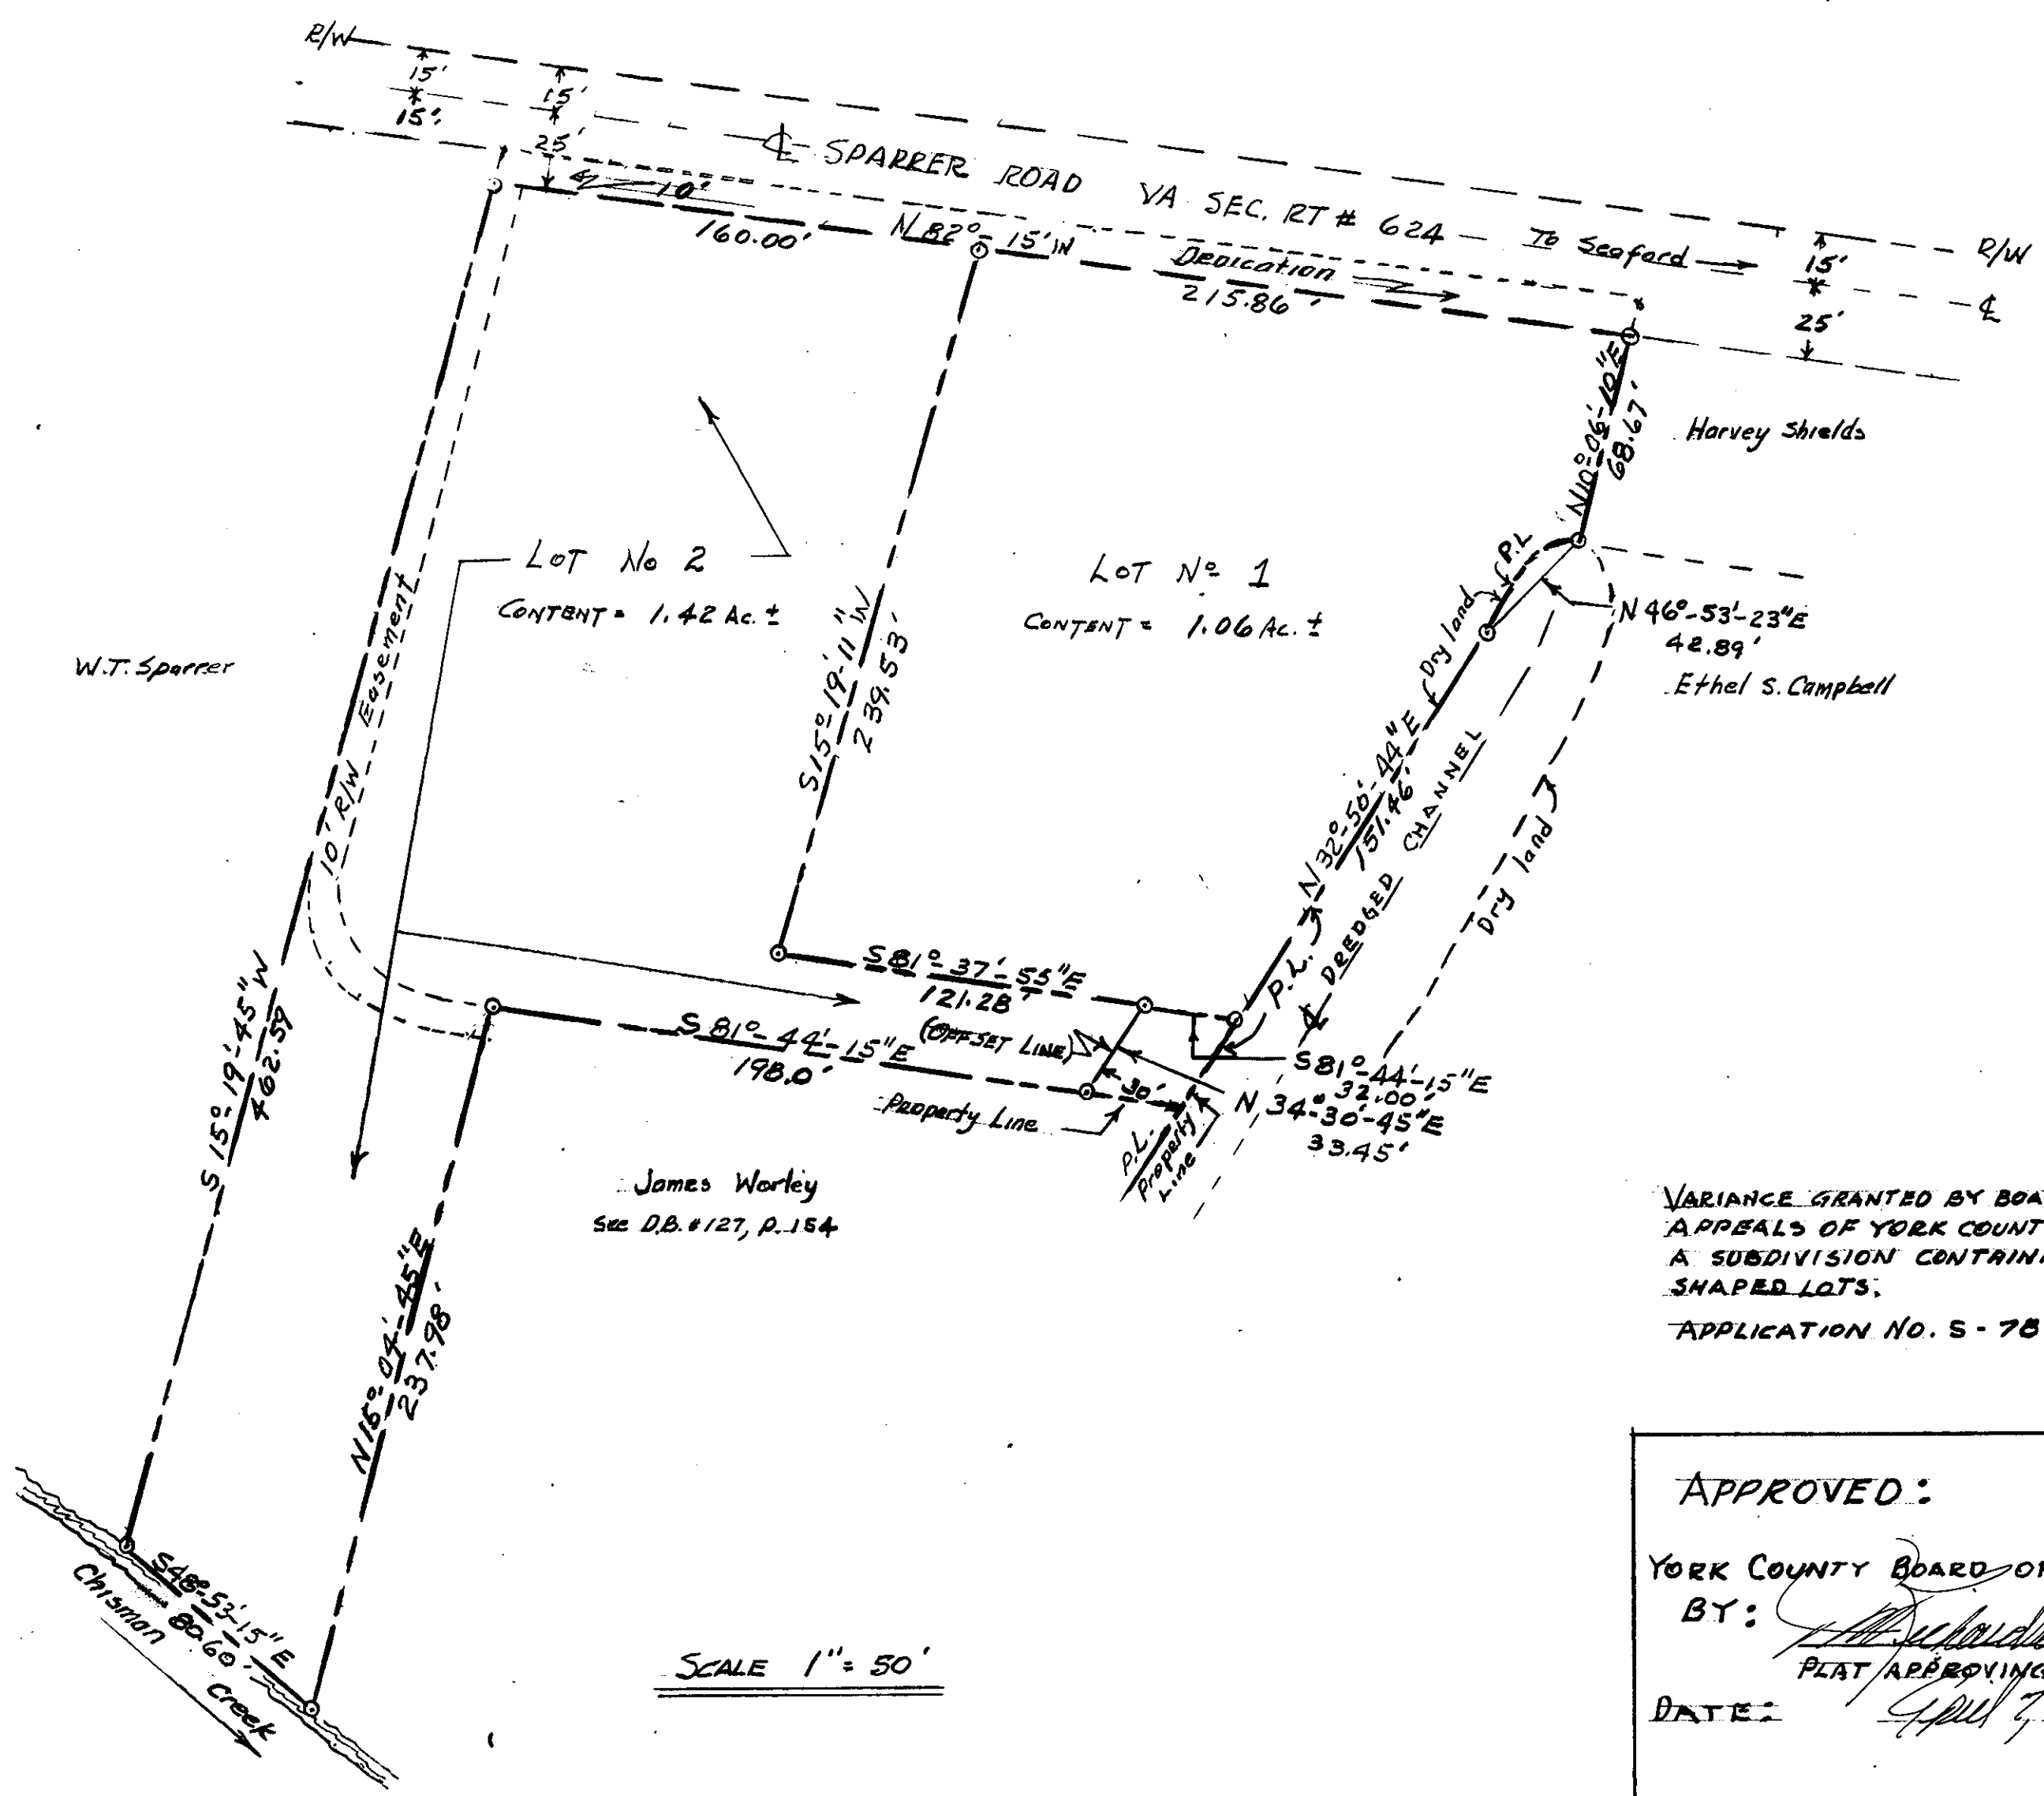 R/W
15'
15'
15'
15'
25'
10'
℄ SPARRER ROAD VA SEC. RT # 624 — To Seaford
R/W
15'
℄
25'
160.00'
N 82°-15' W
Dedication
215.86'
N10°-06'-10"E
68.67'
Harvey Shields
P.L.
Dry land
N 46°-53'-23"E
42.89'
Ethel S. Campbell
LOT No 2
CONTENT = 1.42 Ac. ±
LOT Nº 1
CONTENT = 1.06 Ac. ±
W.T. Sparrer
10' R/W Easement
S15°-19'-11"W
239.53'
N 32°-50'-44"E
151.46'
DREDGED CHANNEL
℄
Dry land
P.L.
S 81°-37'-55"E
121.28'
(OFFSET LINE)
S 81°-44'-15"E
198.0'
S 81°-44'-15"E
32.00'
30'
N 34°-30'-45"E
33.45'
Property Line
P.L.
Property
Line
S 15°-19'-45"W
462.59
James Worley
See D.B. #127, P. 154
N15°-04'-45"E
237.98'
VARIANCE GRANTED BY BOA
APPEALS OF YORK COUNT
A SUBDIVISION CONTAIN
SHAPED LOTS.
APPLICATION NO. S - 78
S48°-53'-15"E
80.60'
Chisman Creek
SCALE 1" = 50'
APPROVED:
YORK COUNTY BOARD OF
BY:
PLAT APPROVING
DATE: April 7,